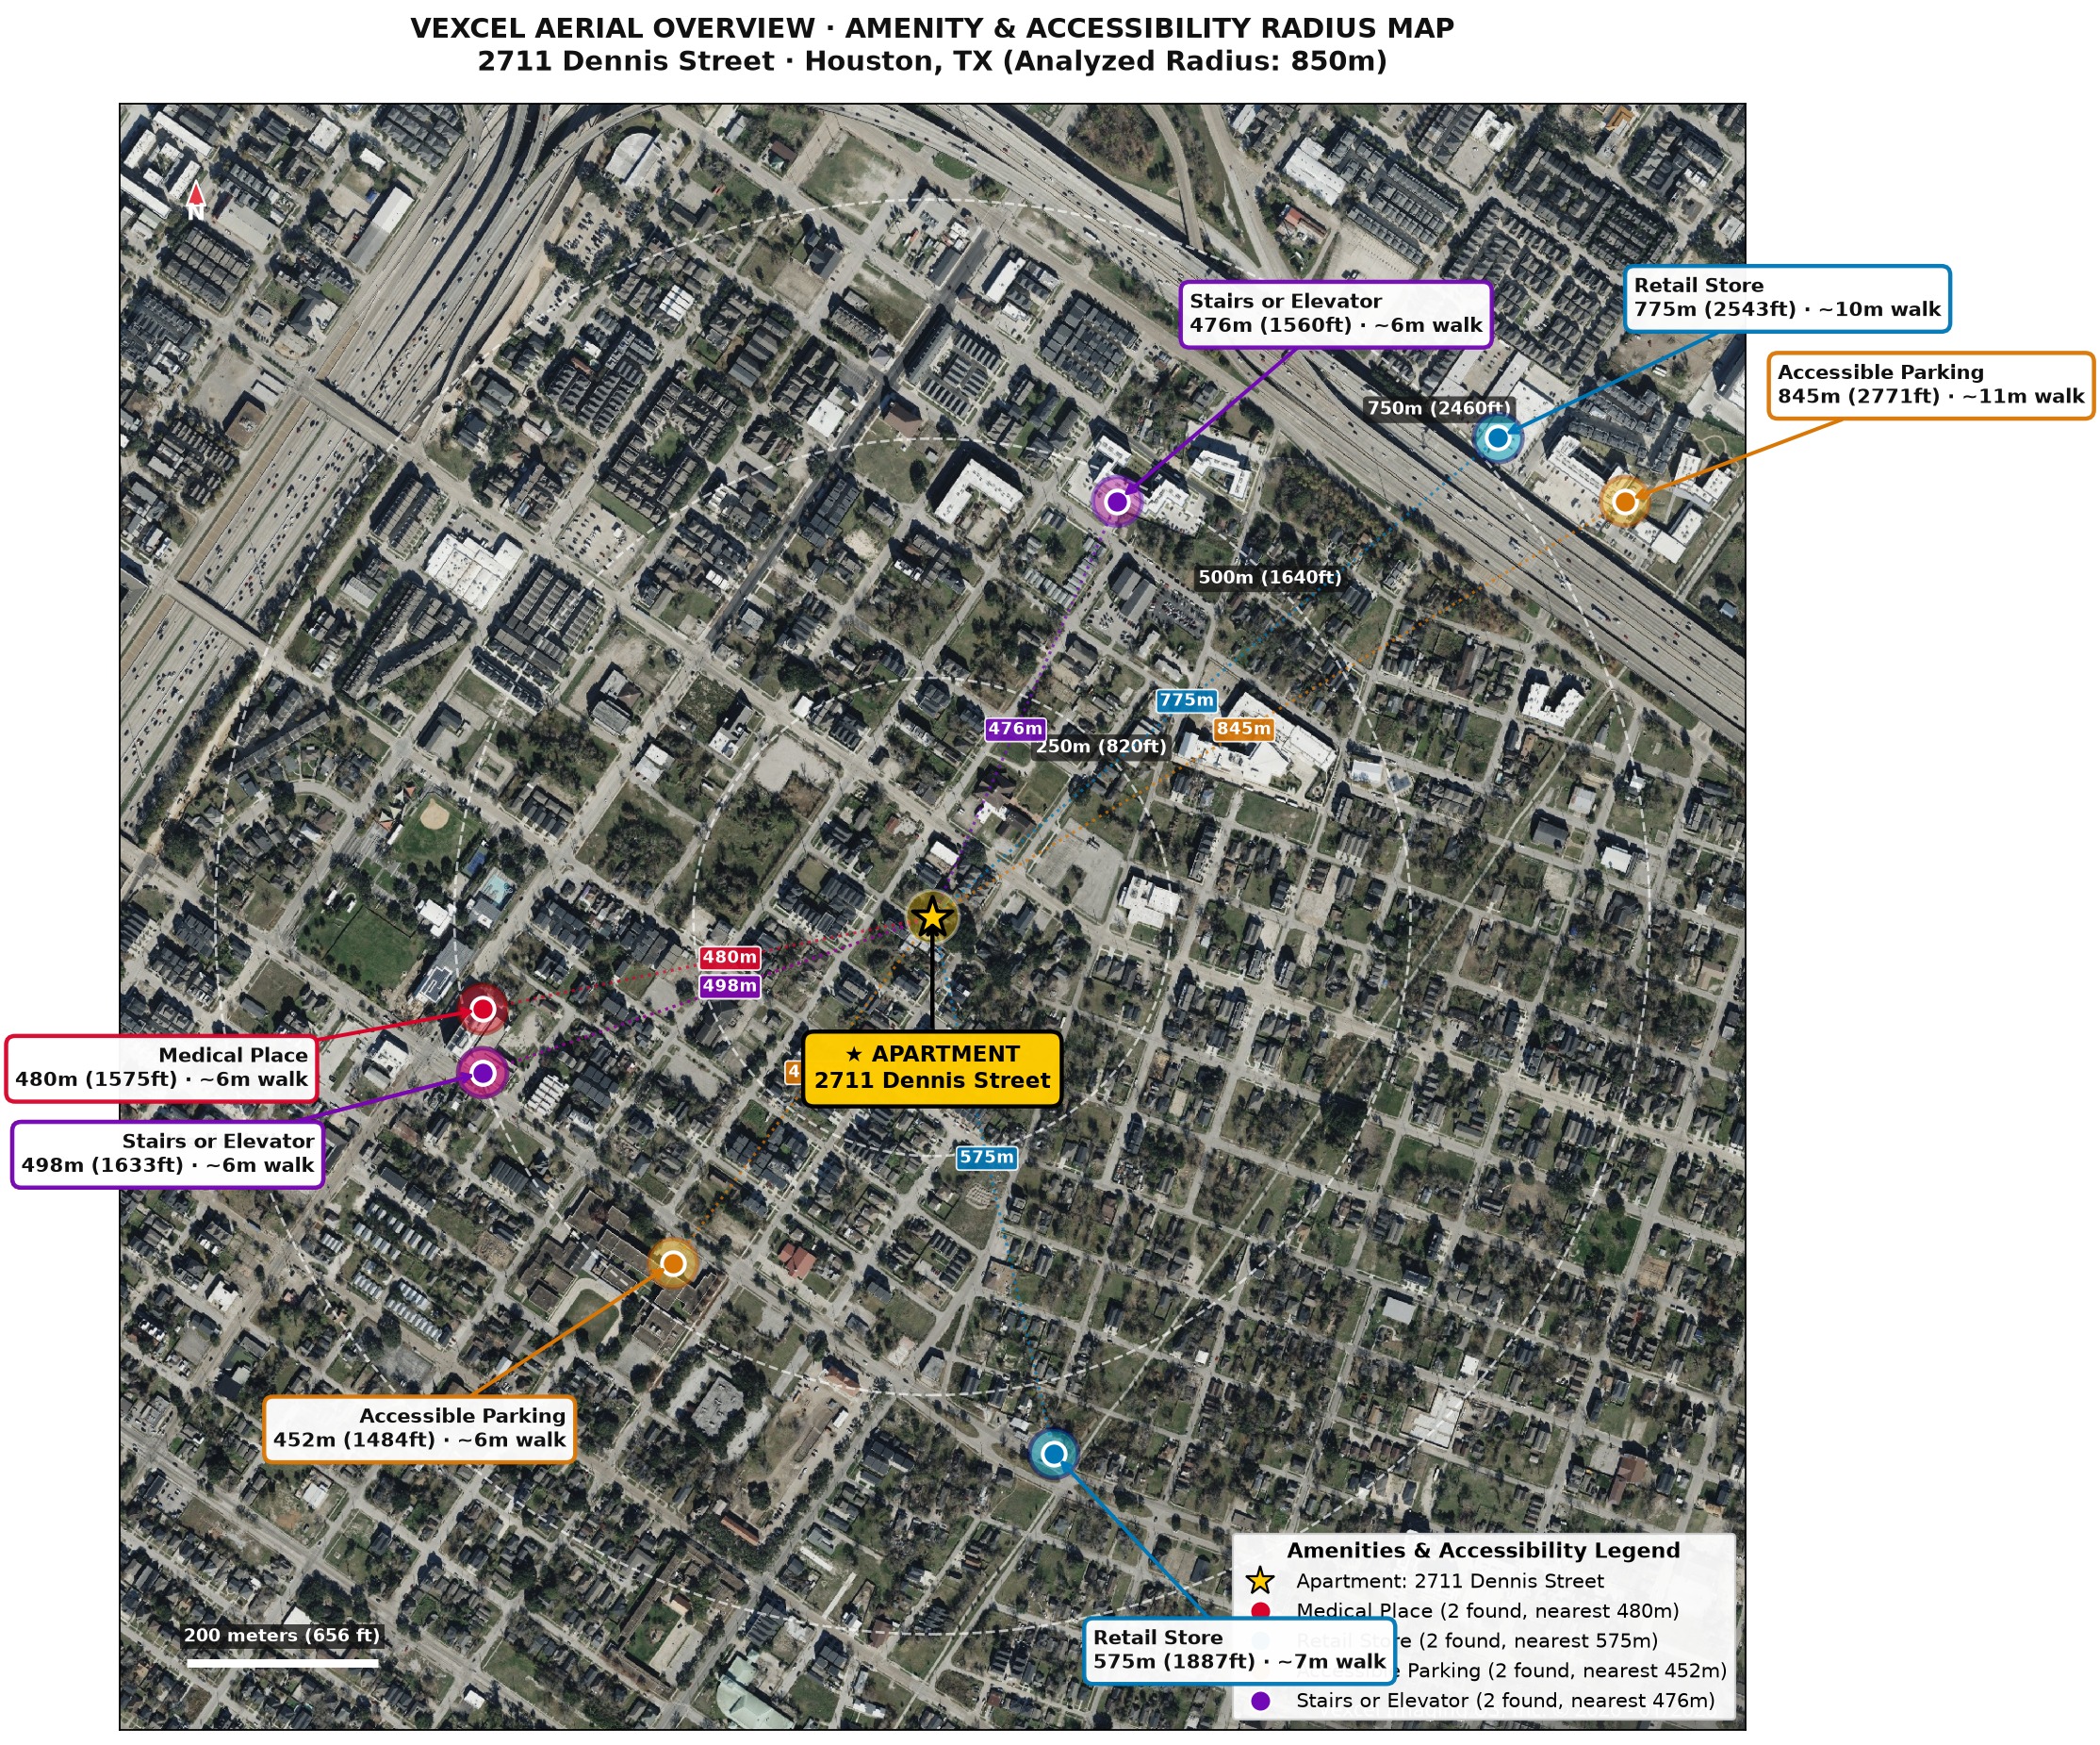 VEXCEL AERIAL OVERVIEW · AMENITY & ACCESSIBILITY RADIUS MAP
2711 Dennis Street · Houston, TX (Analyzed Radius: 850m)
N
Stairs or Elevator
476m (1560ft) · ~6m walk
Retail Store
775m (2543ft) · ~10m walk
Accessible Parking
845m (2771ft) · ~11m walk
750m (2460ft)
500m (1640ft)
775m
476m
845m
250m (820ft)
480m
498m
Medical Place
480m (1575ft) · ~6m walk
★ APARTMENT
2711 Dennis Street
4
Stairs or Elevator
498m (1633ft) · ~6m walk
575m
Accessible Parking
452m (1484ft) · ~6m walk
Amenities & Accessibility Legend
Apartment: 2711 Dennis Street
Medical Place (2 found, nearest 480m)
Retail Store (2 found, nearest 575m)
Accessible Parking (2 found, nearest 452m)
Stairs or Elevator (2 found, nearest 476m)
Retail Store
575m (1887ft) · ~7m walk
200 meters (656 ft)